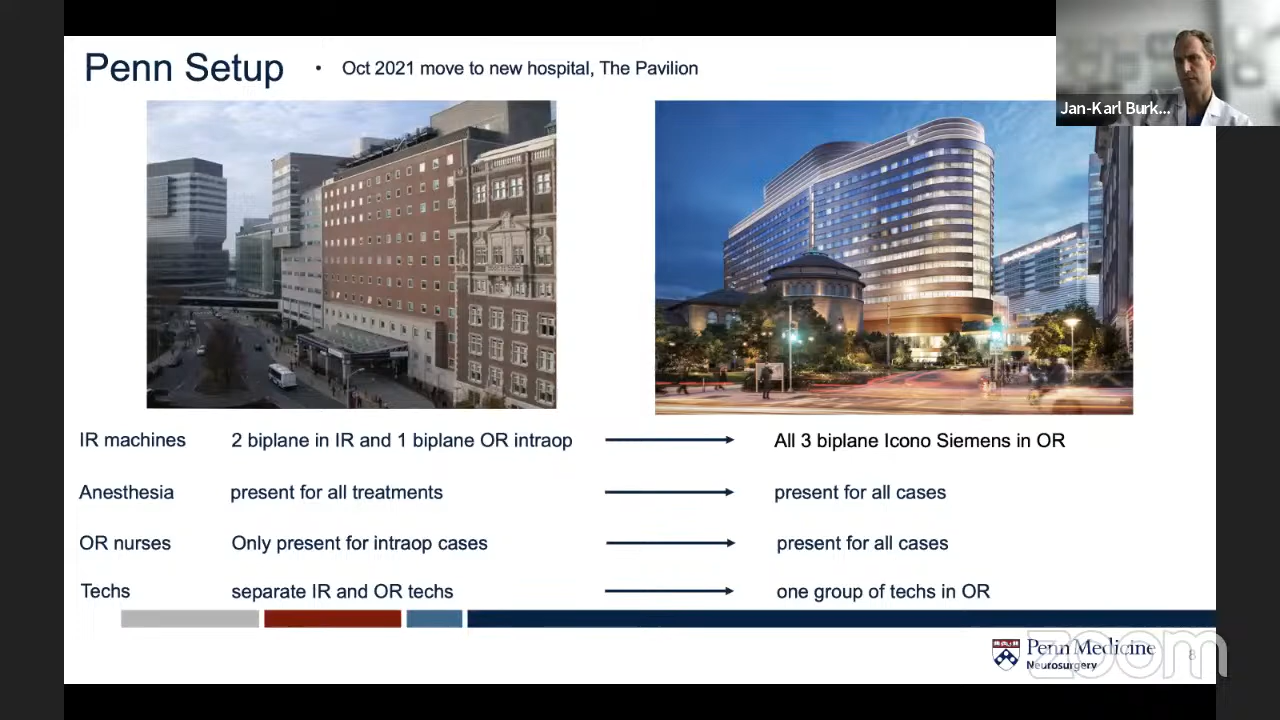 Penn Setup
• Oct 2021 move to new hospital, The Pavilion
Jan-Karl Burk...
IR machines 2 biplane in IR and 1 biplane OR intraop All 3 biplane Icono Siemens in OR
Anesthesia present for all treatments present for all cases
OR nurses Only present for intraop cases present for all cases
Techs separate IR and OR techs one group of techs in OR
Penn Medicine
Neurosurgery
8
zoom